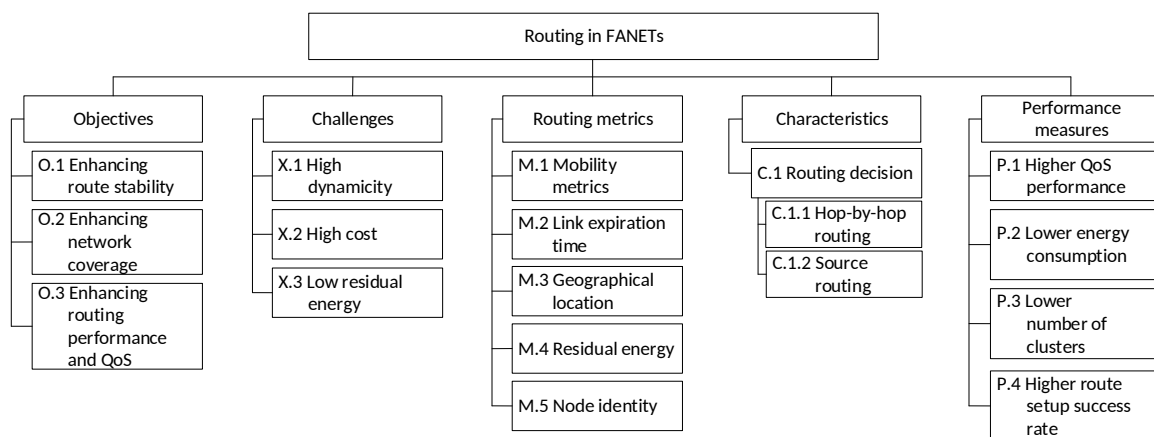 Routing in FANETs
Objectives
O.1 Enhancing
route stability
O.2 Enhancing
network
coverage
O.3 Enhancing
routing
performance
and QoS
Challenges
X.1 High
dynamicity
X.2 High cost
X.3 Low residual
energy
Routing metrics
M.1 Mobility
metrics
M.2 Link expiration
time
M.3 Geographical
location
M.4 Residual energy
M.5 Node identity
Characteristics
C.1 Routing decision
C.1.1 Hop-by-hop
routing
C.1.2 Source
routing
Performance
measures
P.1 Higher QoS
performance
P.2 Lower energy
consumption
P.3 Lower
number of
clusters
P.4 Higher route
setup success
rate